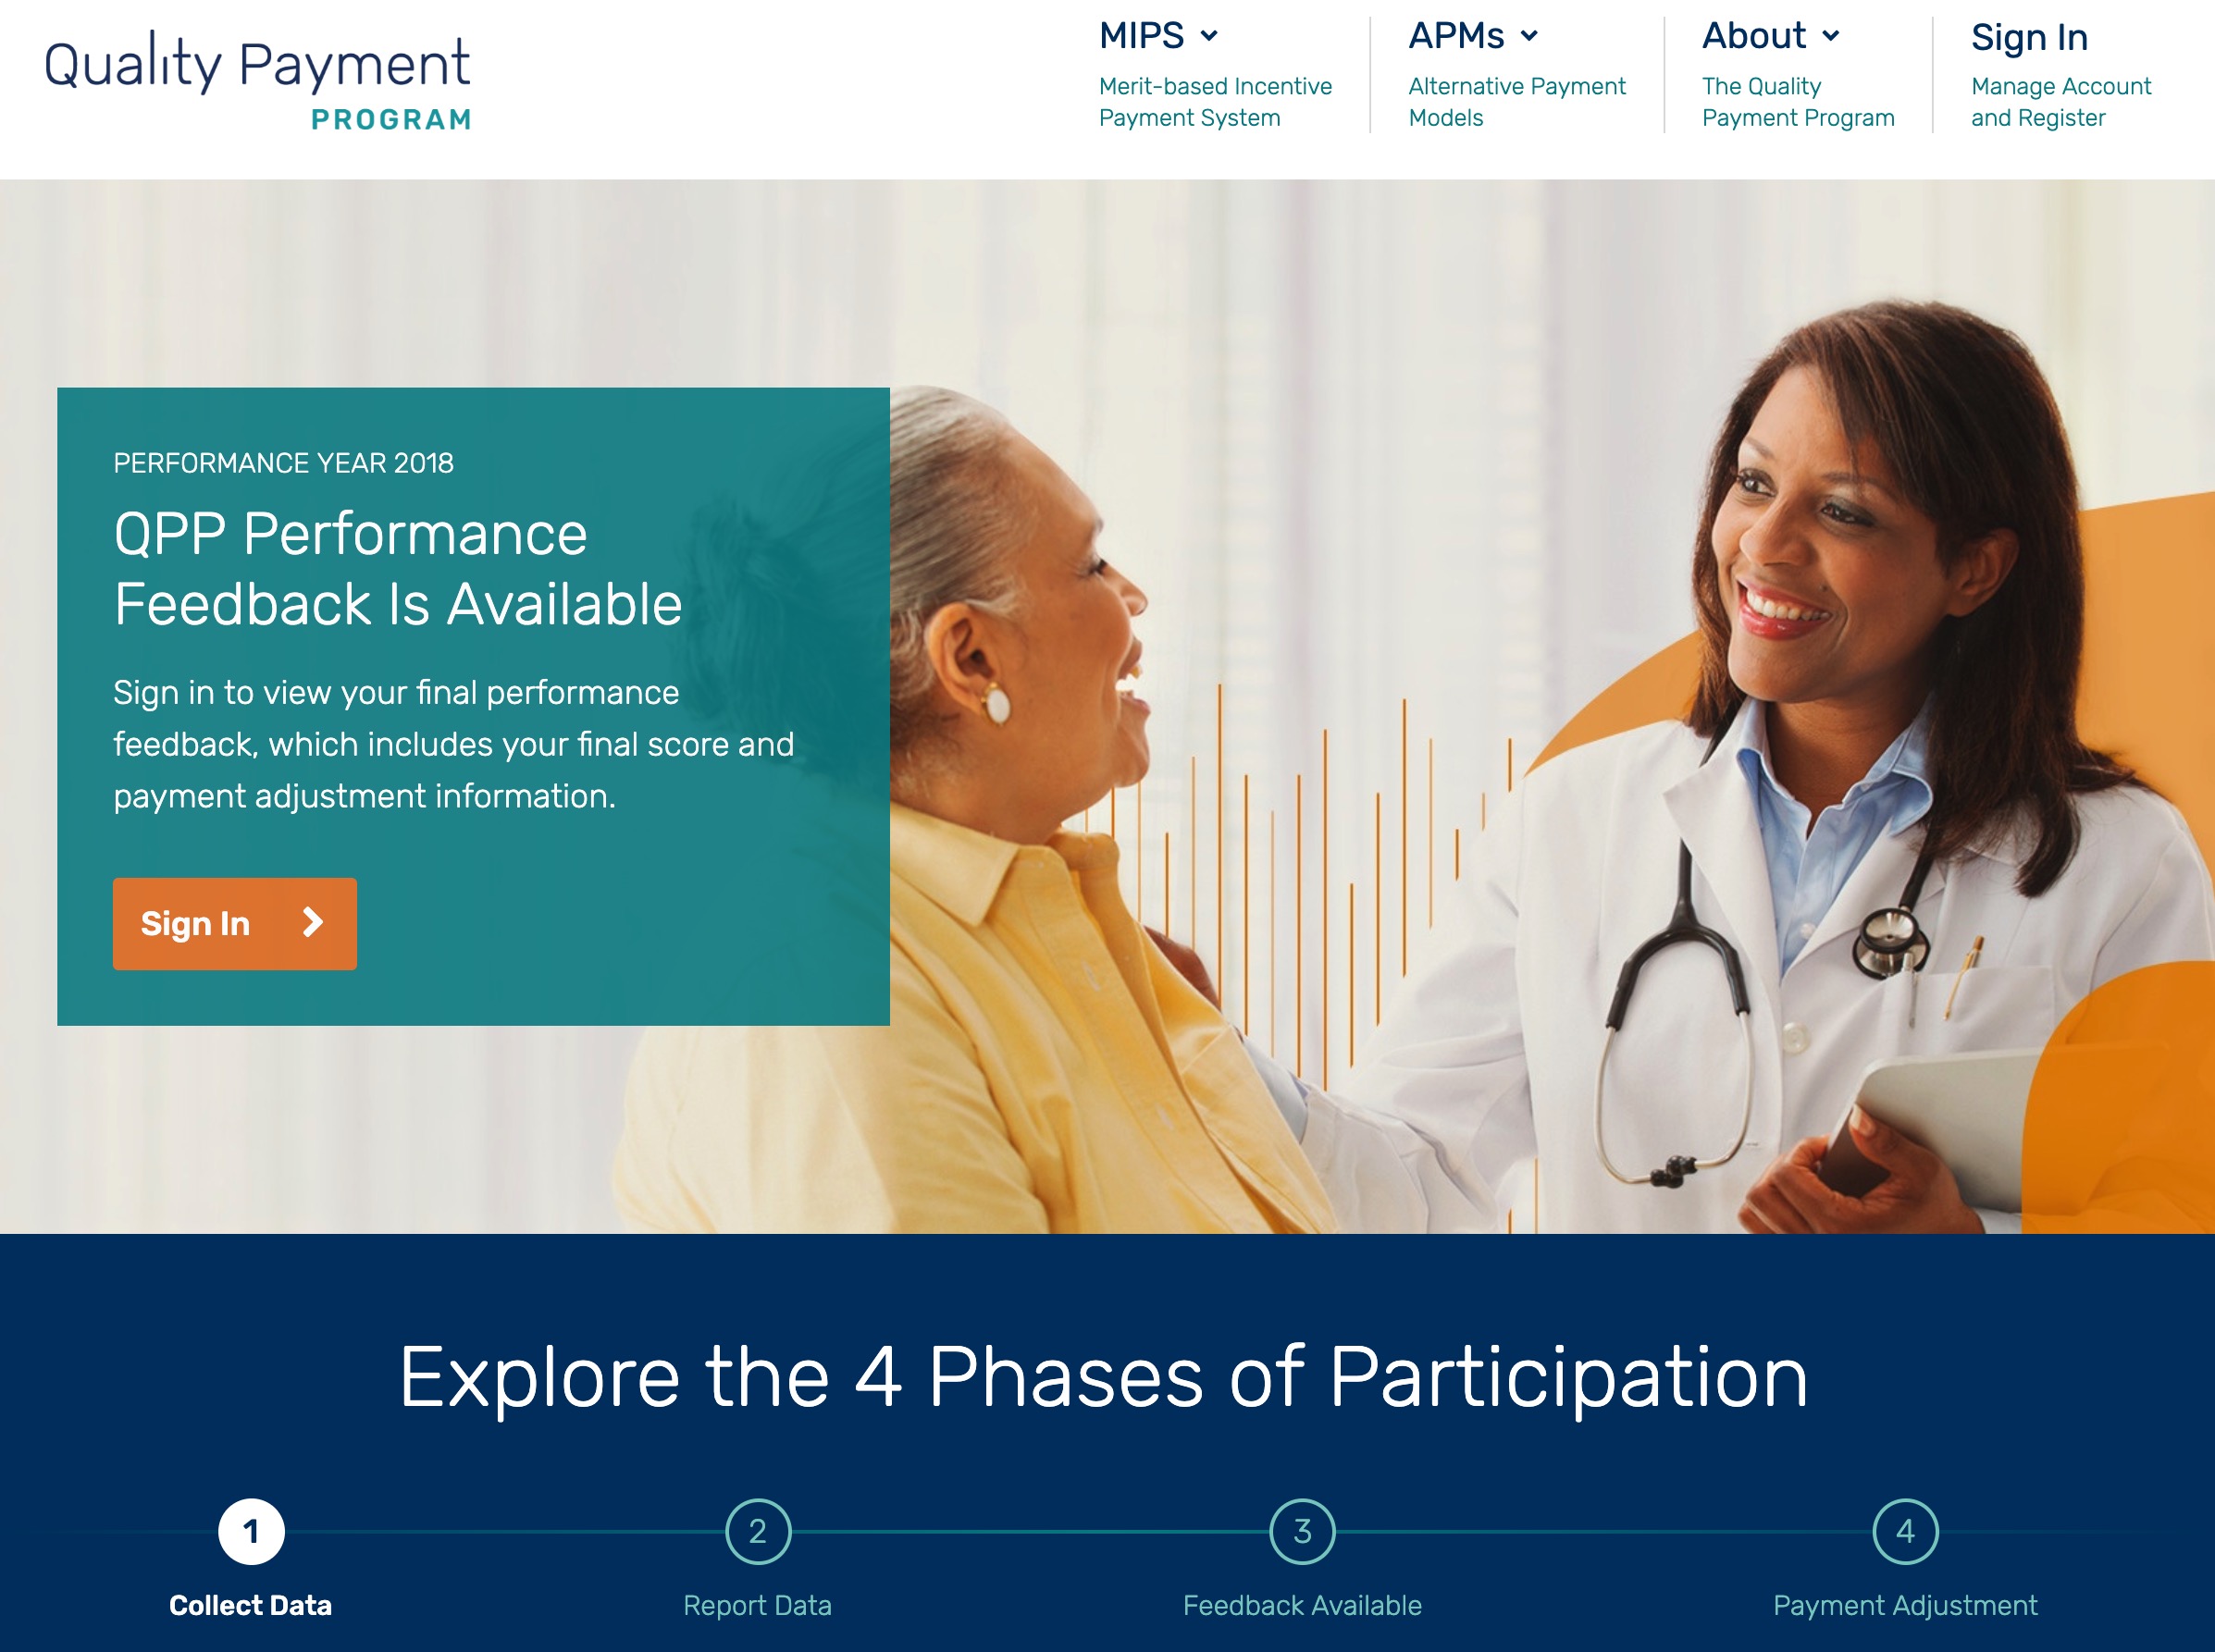 Quality Payment
PROGRAM
MIPS
Merit-based Incentive
Payment System
APMs
Alternative Payment
Models
About
The Quality
Payment Program
Sign In
Manage Account
and Register
PERFORMANCE YEAR 2018
QPP Performance
Feedback Is Available
Sign in to view your final performance
feedback, which includes your final score and
payment adjustment information.
Sign In
Explore the 4 Phases of Participation
1
Collect Data
2
Report Data
3
Feedback Available
4
Payment Adjustment